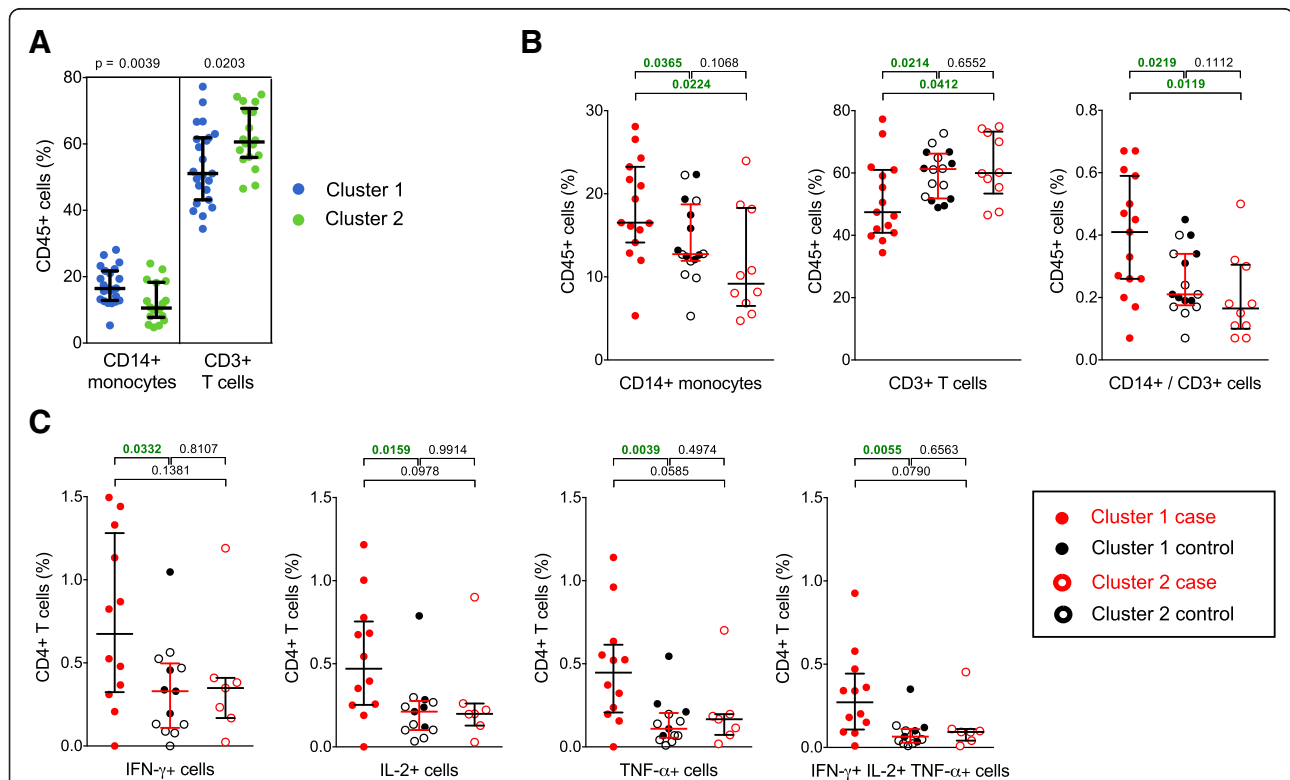 A
p = 0.0039
0.0203
80
60
40
20
0
CD45+ cells (%)
CD14+
monocytes
CD3+
T cells
Cluster 1
Cluster 2
B
0.0365
0.1068
0.0224
30
20
10
0
CD45+ cells (%)
CD14+ monocytes
0.0214
0.6552
0.0412
80
60
40
20
0
CD45+ cells (%)
CD3+ T cells
0.0219
0.1112
0.0119
0.8
0.6
0.4
0.2
0.0
CD45+ cells (%)
CD14+ / CD3+ cells
C
0.0332
0.8107
0.1381
1.5
1.0
0.5
0.0
CD4+ T cells (%)
IFN-γ+ cells
0.0159
0.9914
0.0978
1.5
1.0
0.5
0.0
CD4+ T cells (%)
IL-2+ cells
0.0039
0.4974
0.0585
1.5
1.0
0.5
0.0
CD4+ T cells (%)
TNF-α+ cells
0.0055
0.6563
0.0790
1.5
1.0
0.5
0.0
CD4+ T cells (%)
IFN-γ+ IL-2+ TNF-α+ cells
Cluster 1 case
Cluster 1 control
Cluster 2 case
Cluster 2 control